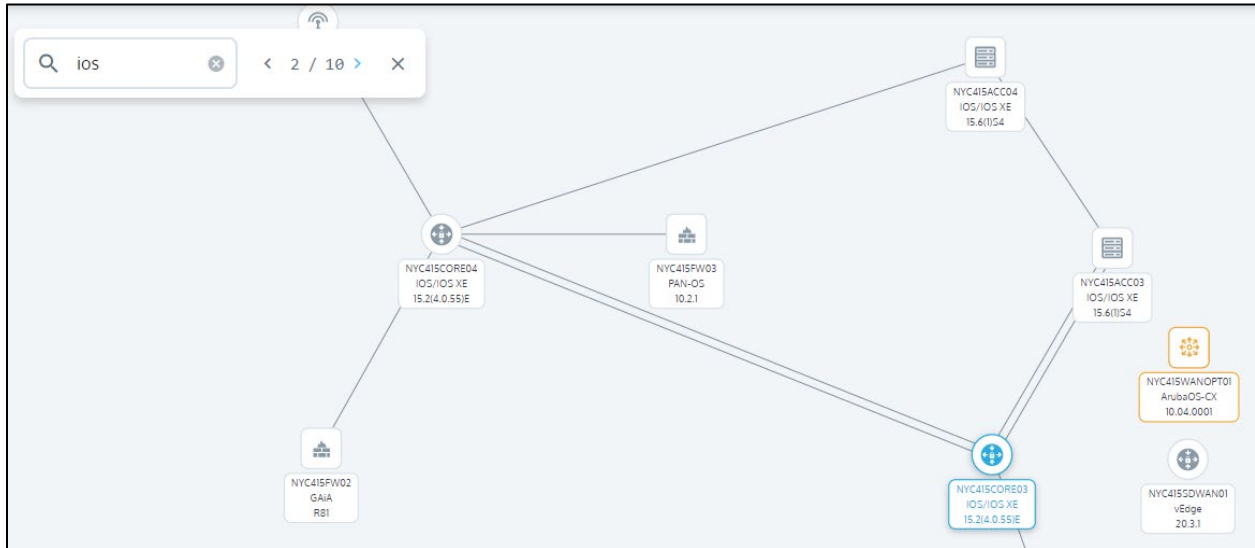 ios
2 / 10
NYC415ACC04
IOS/IOS XE
15.6(1)S4
NYC415CORE04
IOS/IOS XE
15.2(4.0.55)E
NYC415FW03
PAN-OS
10.2.1
NYC415ACC03
IOS/IOS XE
15.6(1)S4
NYC415WANOPT01
ArubaOS-CX
10.04.0001
NYC415FW02
GAiA
R81
NYC415CORE03
IOS/IOS XE
15.2(4.0.55)E
NYC415SDWAN01
vEdge
20.3.1